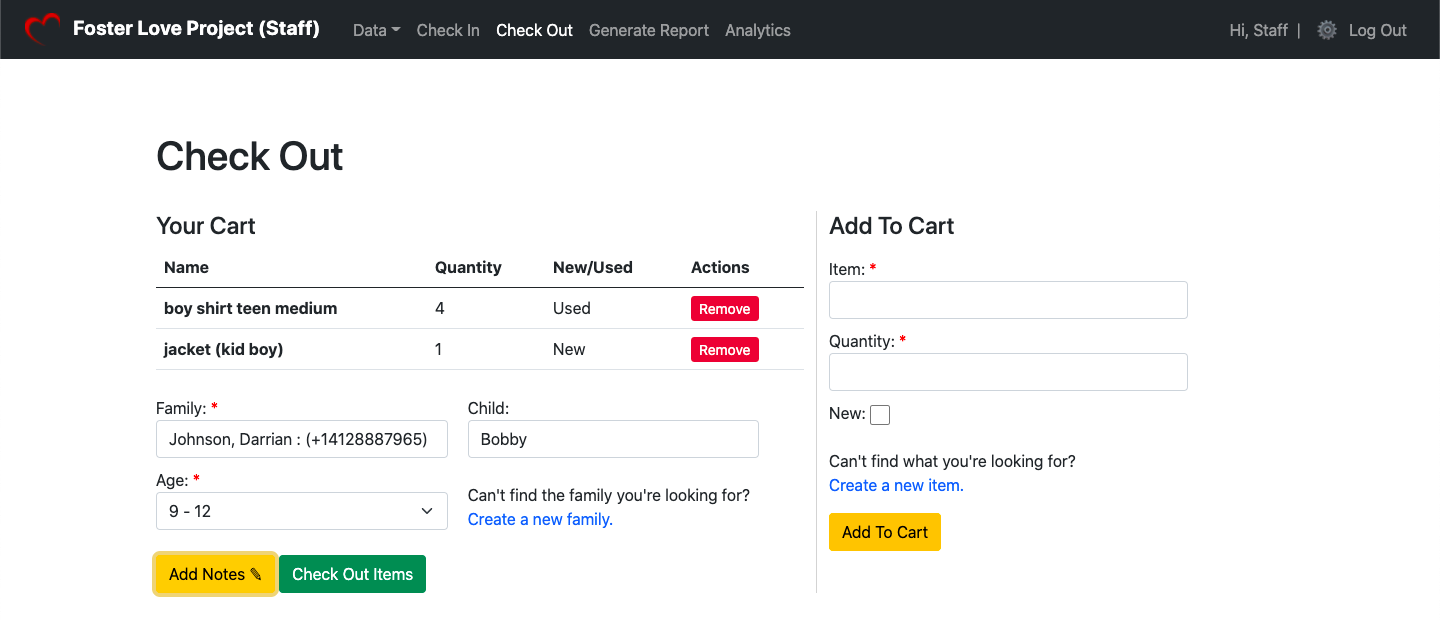 Foster Love Project (Staff) Data Check In Check Out Generate Report Analytics Hi, Staff | Log Out
Check Out
Your Cart
Name Quantity New/Used Actions
boy shirt teen medium 4 Used Remove
jacket (kid boy) 1 New Remove
Family: * Child:
Johnson, Darrian : (+14128887965) Bobby
Age: *
9 - 12
Can't find the family you're looking for?
Create a new family.
Add Notes ✎ Check Out Items
Add To Cart
Item: *
Quantity: *
New:
Can't find what you're looking for?
Create a new item.
Add To Cart